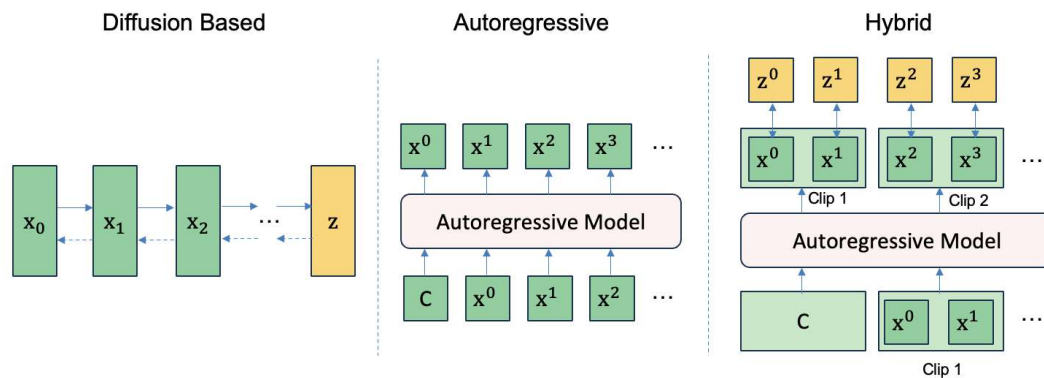 Diffusion Based
x₀
x₁
x₂
...
z
Autoregressive
x⁰ x¹ x² x³ ...
Autoregressive Model
C x⁰ x¹ x² ...
Hybrid
z⁰ z¹ z² z³
x⁰ x¹ x² x³ ...
Clip 1 Clip 2
Autoregressive Model
C x⁰ x¹ ...
Clip 1